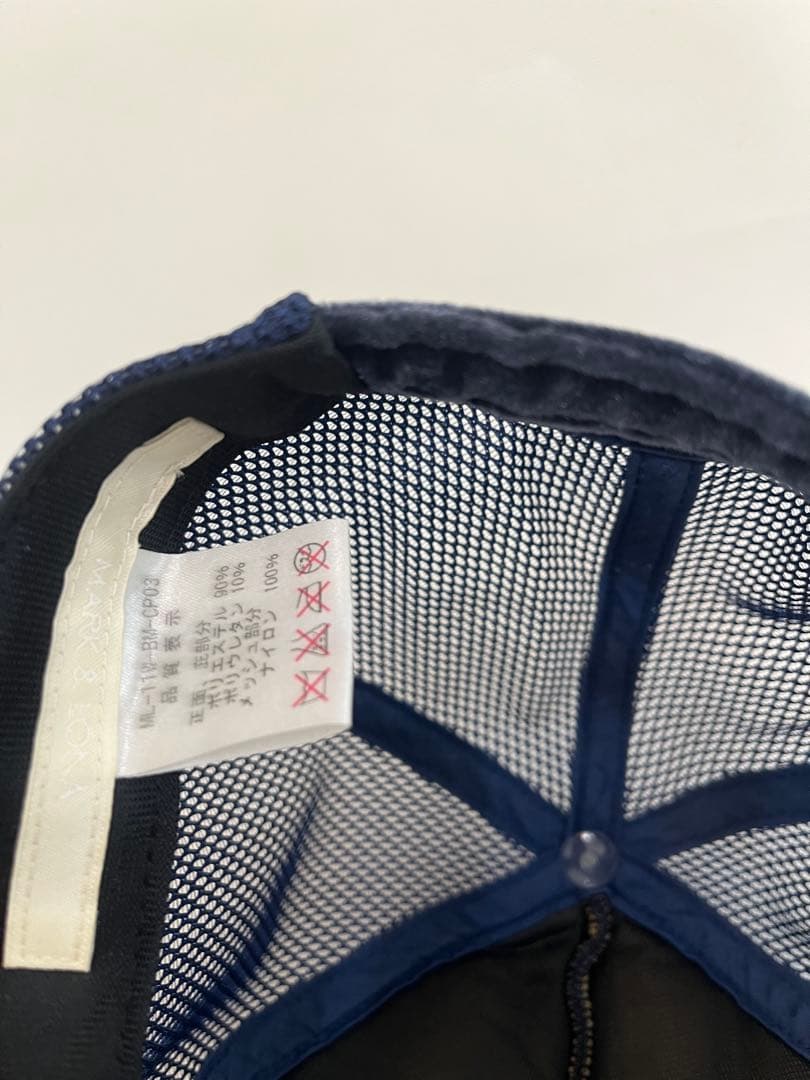 MARK & LONA
ML-11W-BM-CP03
品質表示
正面、庇部分
ポリエステル 90%
ポリウレタン 10%
メッシュ部分
ナイロン 100%